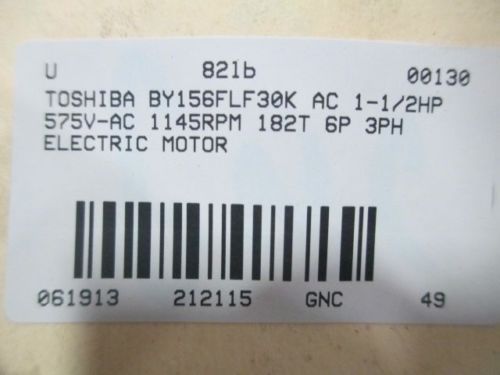 U 82lb 00130
TOSHIBA BY156FLF30K AC 1-1/2HP
575V-AC 1145RPM 182T 6P 3PH
ELECTRIC MOTOR
061913 212115 GNC 49